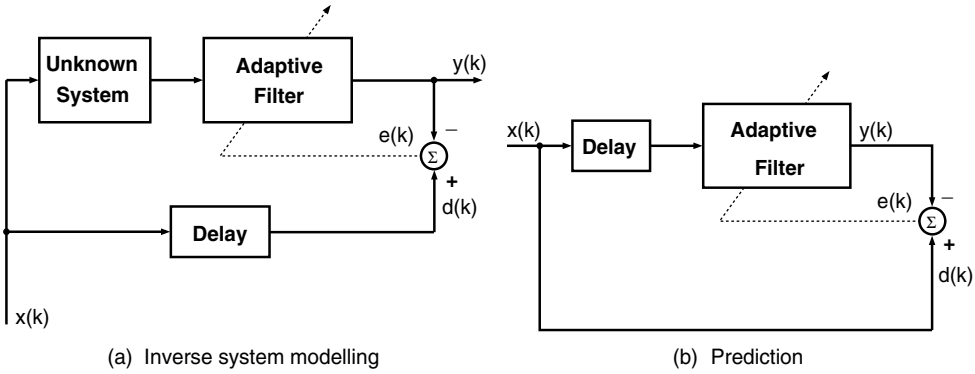 Unknown
System
Adaptive
Filter
y(k)
e(k)
−
Σ
+
d(k)
Delay
x(k)
(a) Inverse system modelling
x(k)
Delay
Adaptive
Filter
y(k)
e(k)
−
Σ
+
d(k)
(b) Prediction